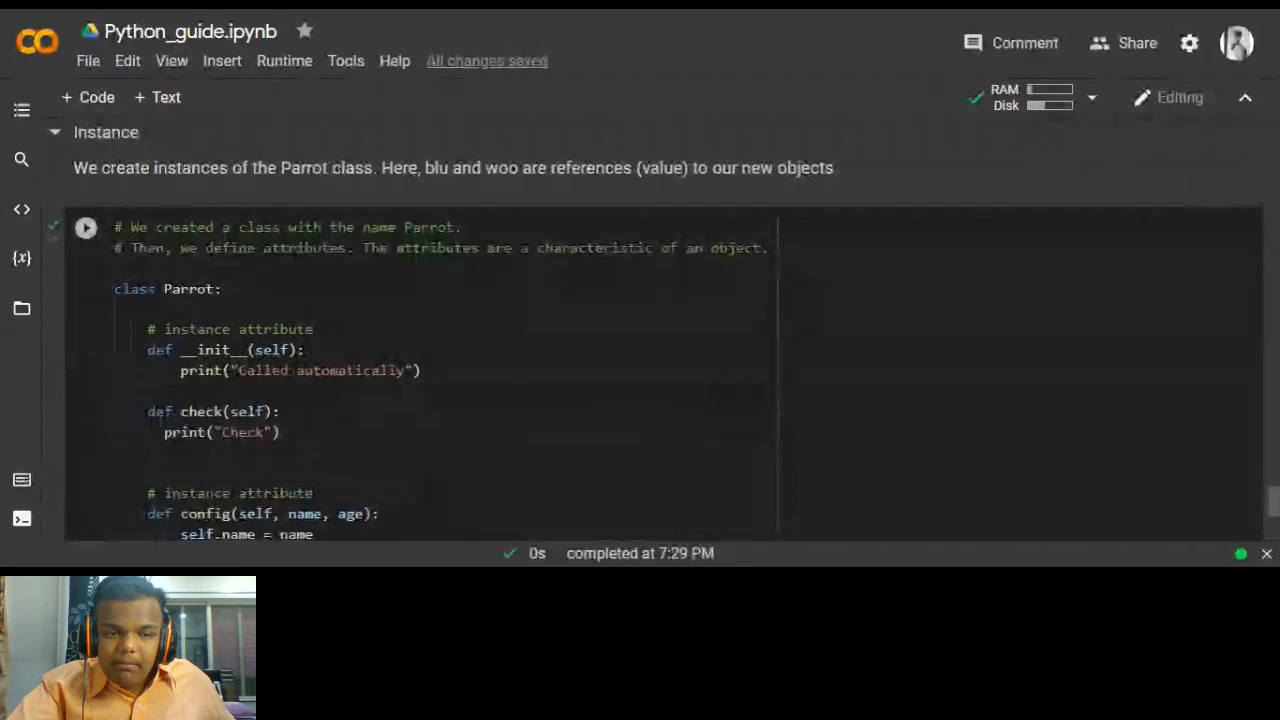 Python_guide.ipynb
File Edit View Insert Runtime Tools Help All changes saved
Comment Share
+ Code + Text
RAM
Disk
Editing
Instance
We create instances of the Parrot class. Here, blu and woo are references (value) to our new objects
# We created a class with the name Parrot.
# Then, we define attributes. The attributes are a characteristic of an object.
class Parrot:
# instance attribute
def __init__(self):
print("Called automatically")
def check(self):
print("Check")
# instance attribute
def config(self, name, age):
self.name = name
0s completed at 7:29 PM